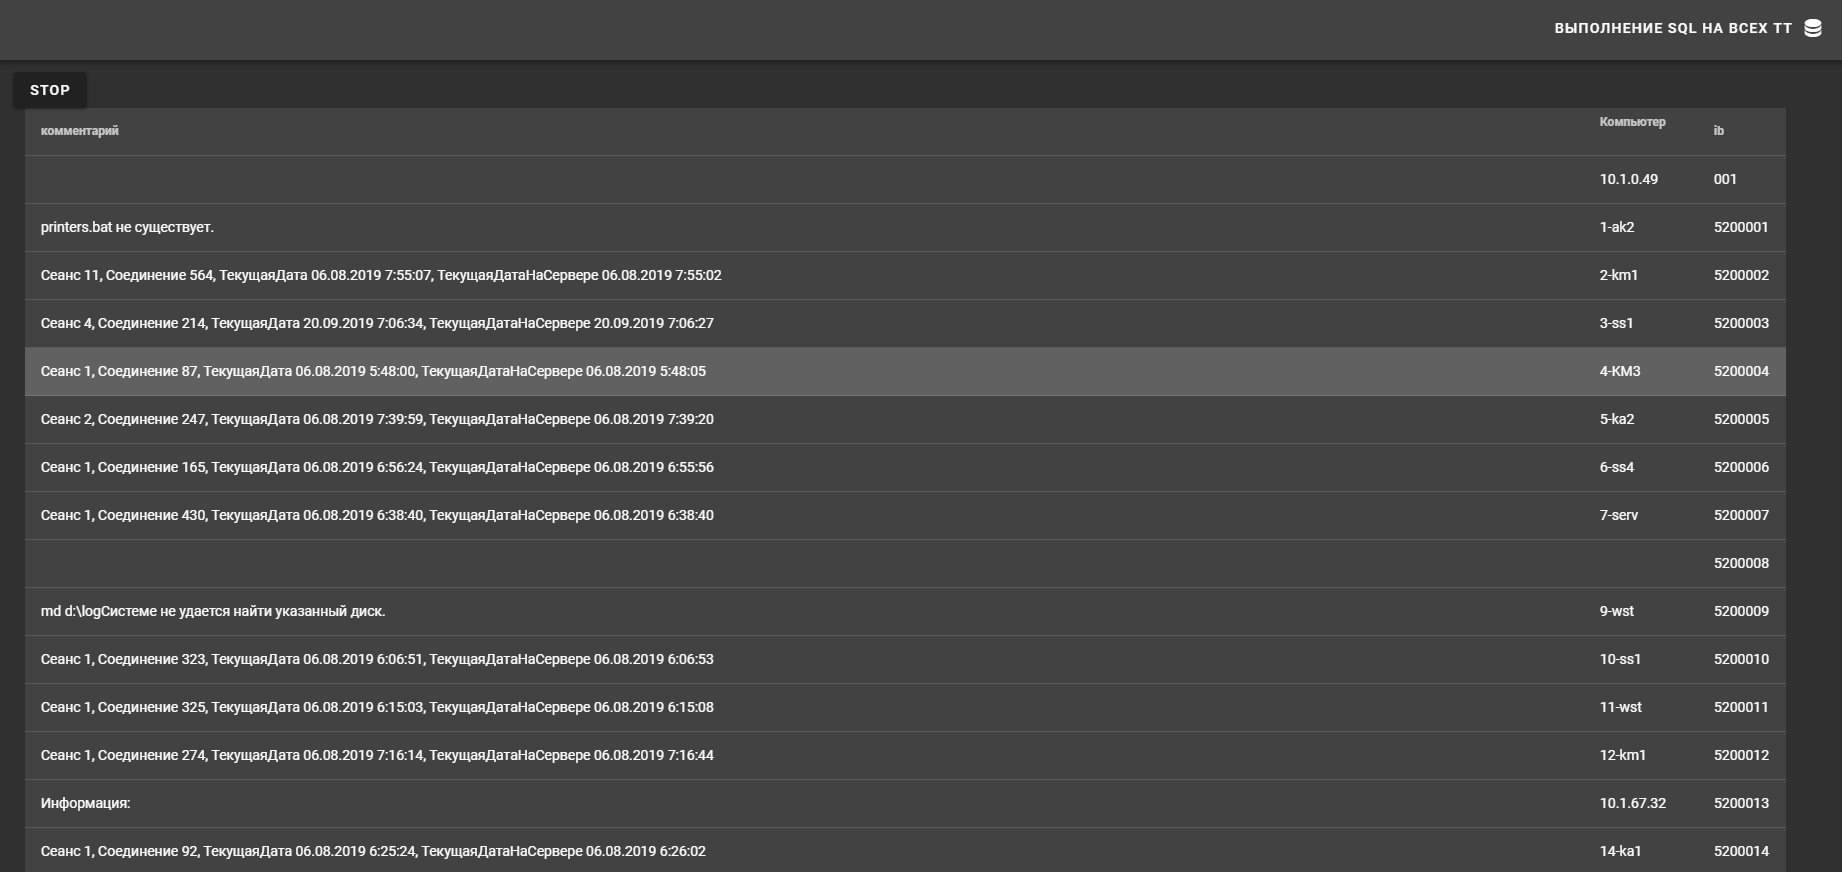 ВЫПОЛНЕНИЕ SQL НА ВСЕХ ТТ
STOP
комментарий Компьютер ib
10.1.0.49 001
printers.bat не существует. 1-ak2 5200001
Сеанс 11, Соединение 564, ТекущаяДата 06.08.2019 7:55:07, ТекущаяДатаНаСервере 06.08.2019 7:55:02 2-km1 5200002
Сеанс 4, Соединение 214, ТекущаяДата 20.09.2019 7:06:34, ТекущаяДатаНаСервере 20.09.2019 7:06:27 3-ss1 5200003
Сеанс 1, Соединение 87, ТекущаяДата 06.08.2019 5:48:00, ТекущаяДатаНаСервере 06.08.2019 5:48:05 4-KM3 5200004
Сеанс 2, Соединение 247, ТекущаяДата 06.08.2019 7:39:59, ТекущаяДатаНаСервере 06.08.2019 7:39:20 5-ka2 5200005
Сеанс 1, Соединение 165, ТекущаяДата 06.08.2019 6:56:24, ТекущаяДатаНаСервере 06.08.2019 6:55:56 6-ss4 5200006
Сеанс 1, Соединение 430, ТекущаяДата 06.08.2019 6:38:40, ТекущаяДатаНаСервере 06.08.2019 6:38:40 7-serv 5200007
5200008
md d:\logСистеме не удается найти указанный диск. 9-wst 5200009
Сеанс 1, Соединение 323, ТекущаяДата 06.08.2019 6:06:51, ТекущаяДатаНаСервере 06.08.2019 6:06:53 10-ss1 5200010
Сеанс 1, Соединение 325, ТекущаяДата 06.08.2019 6:15:03, ТекущаяДатаНаСервере 06.08.2019 6:15:08 11-wst 5200011
Сеанс 1, Соединение 274, ТекущаяДата 06.08.2019 7:16:14, ТекущаяДатаНаСервере 06.08.2019 7:16:44 12-km1 5200012
Информация: 10.1.67.32 5200013
Сеанс 1, Соединение 92, ТекущаяДата 06.08.2019 6:25:24, ТекущаяДатаНаСервере 06.08.2019 6:26:02 14-ka1 5200014